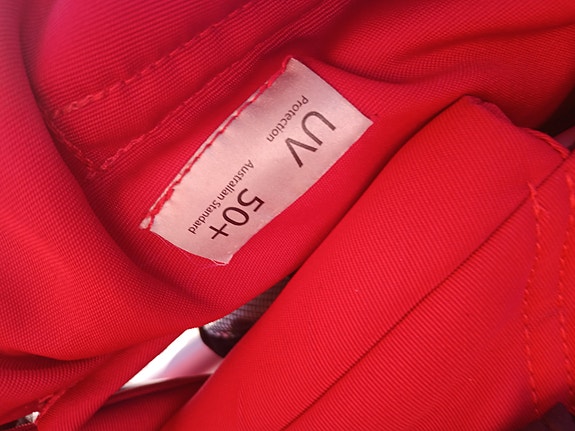 UV
Protection
50+
Australian Standard